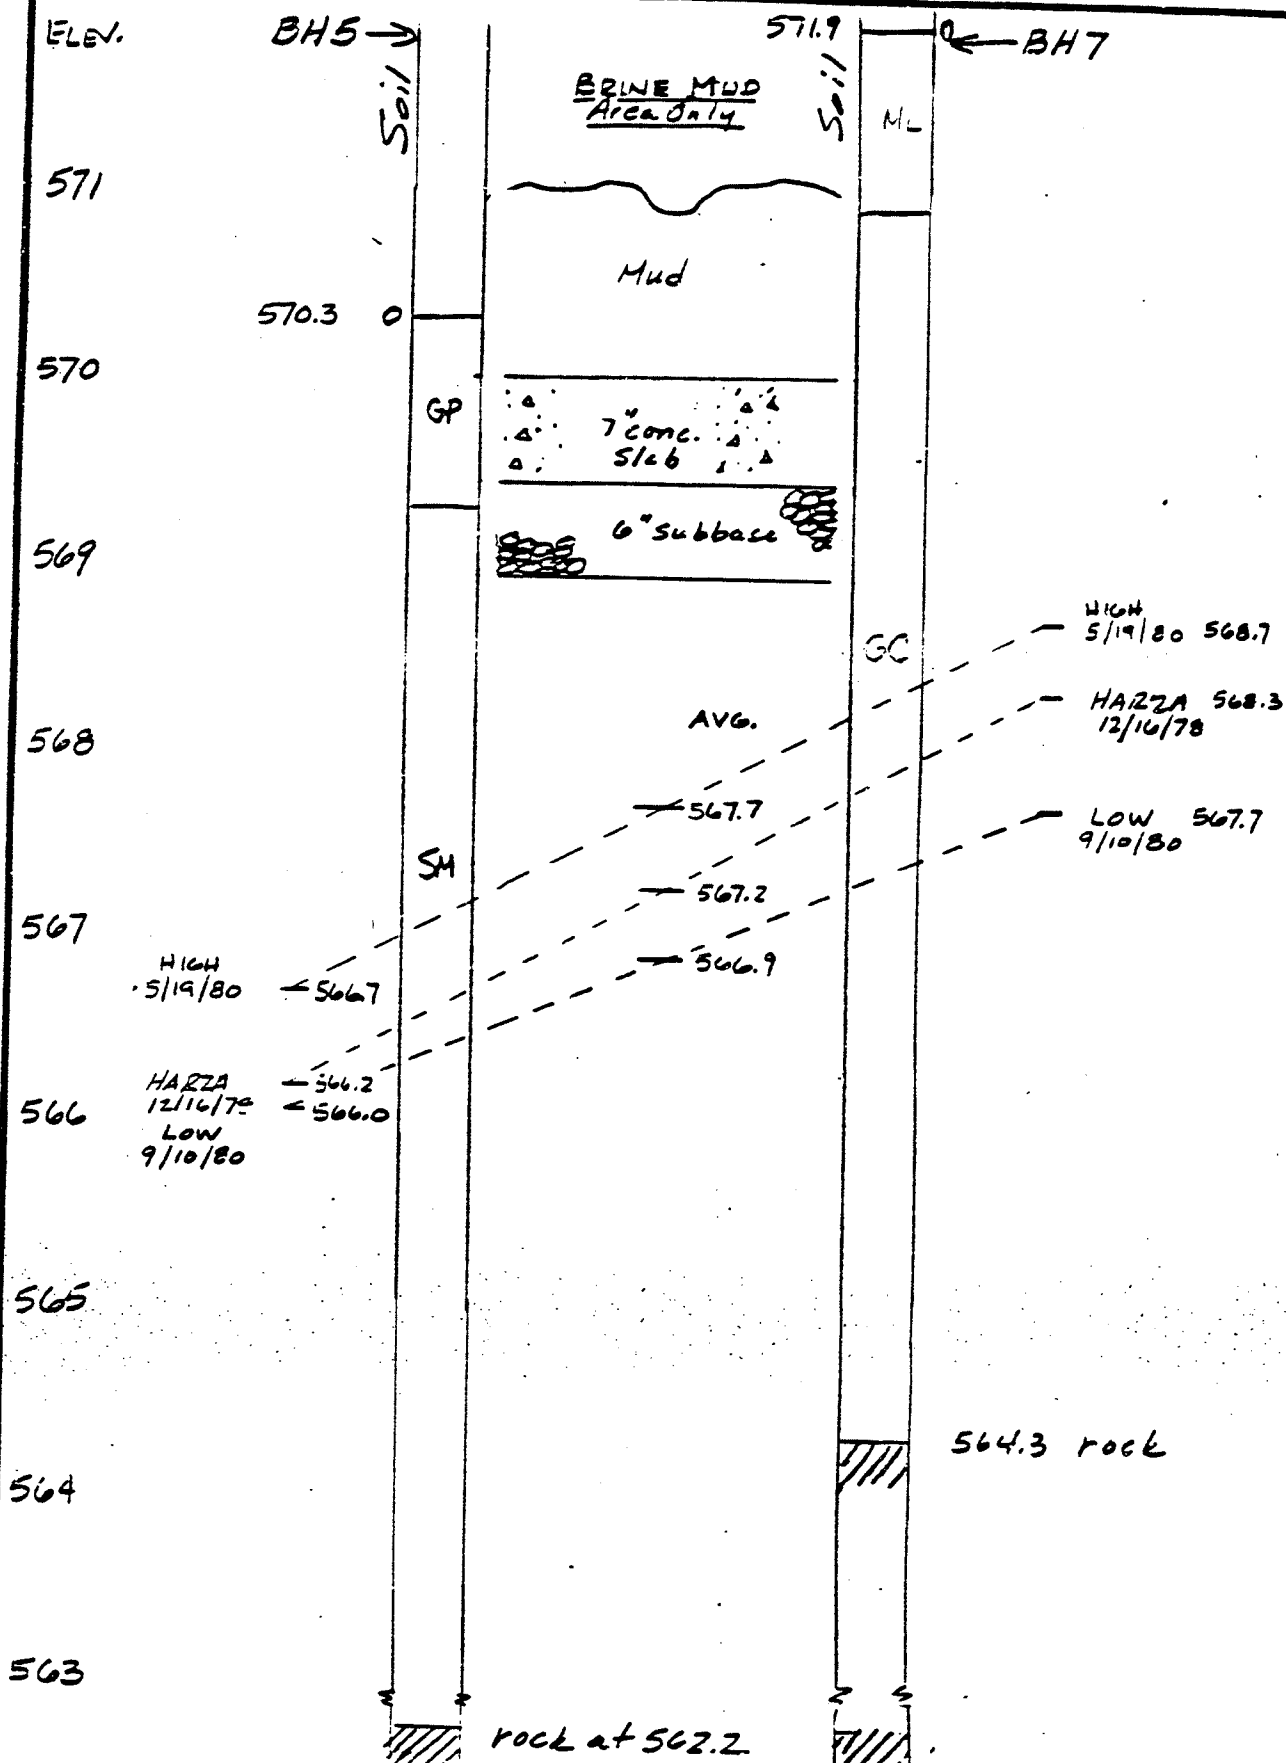 ELEV.
BH5
571.9
0
BH7
Soil
BRINE MUD
Area Only
Soil
ML
571
Mud
570.3 0
570
GP
7" conc.
Slab
6" subbase
569
HIGH
5/19/80 568.7
GC
HARZA 568.3
12/16/78
AVG.
568
567.7
LOW 567.7
9/10/80
SM
567.2
567
566.9
HIGH
5/19/80 566.7
HARZA 566.2
566
566.0
LOW
9/10/80
565
564.3 rock
564
563
rock at 562.2